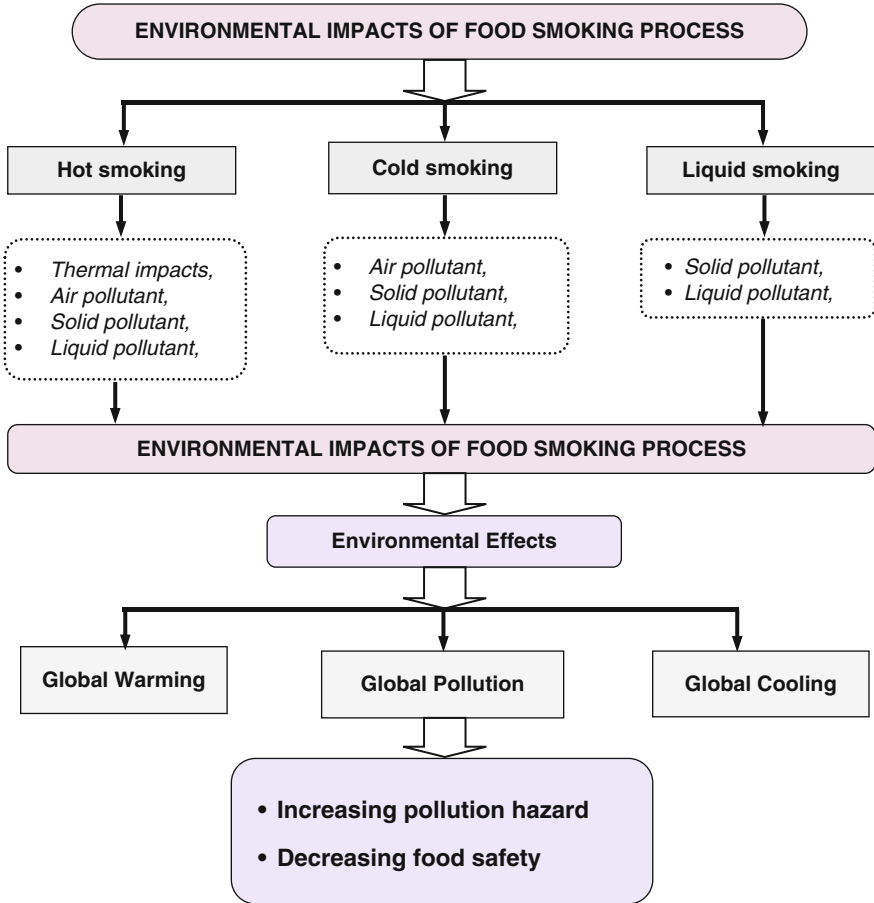 ENVIRONMENTAL IMPACTS OF FOOD SMOKING PROCESS
Hot smoking
Cold smoking
Liquid smoking
• Thermal impacts,
• Air pollutant,
• Solid pollutant,
• Liquid pollutant,
• Air pollutant,
• Solid pollutant,
• Liquid pollutant,
• Solid pollutant,
• Liquid pollutant,
ENVIRONMENTAL IMPACTS OF FOOD SMOKING PROCESS
Environmental Effects
Global Warming
Global Pollution
Global Cooling
• Increasing pollution hazard
• Decreasing food safety